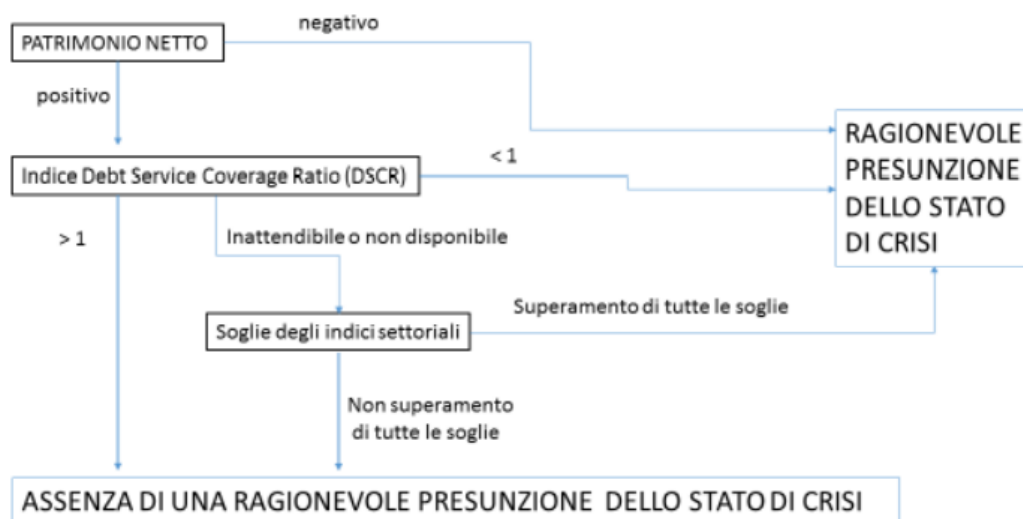 negativo
PATRIMONIO NETTO
positivo
RAGIONEVOLE
PRESUNZIONE
DELLO STATO
DI CRISI
< 1
Indice Debt Service Coverage Ratio (DSCR)
> 1
Inattendibile o non disponibile
Superamento di tutte le soglie
Soglie degli indici settoriali
Non superamento
di tutte le soglie
ASSENZA DI UNA RAGIONEVOLE PRESUNZIONE DELLO STATO DI CRISI